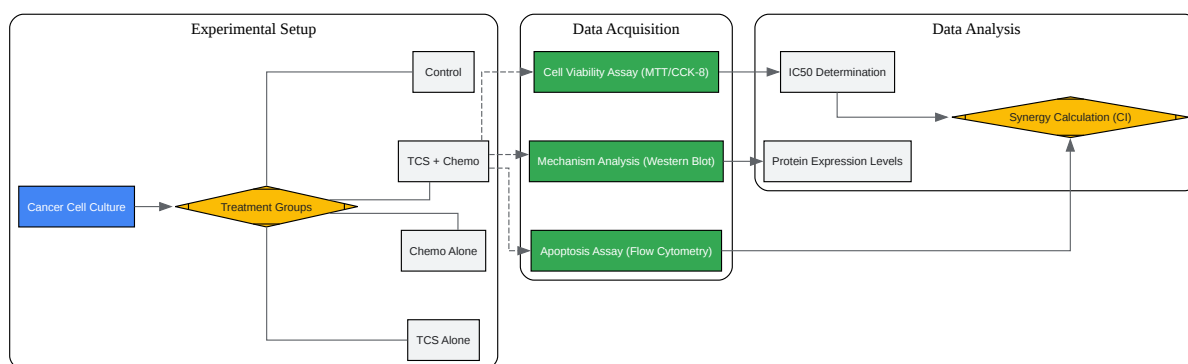 Experimental Setup
Data Acquisition
Data Analysis
Control
Cell Viability Assay (MTT/CCK-8)
IC50 Determination
Synergy Calculation (CI)
TCS + Chemo
Mechanism Analysis (Western Blot)
Protein Expression Levels
Cancer Cell Culture
Treatment Groups
Chemo Alone
Apoptosis Assay (Flow Cytometry)
TCS Alone